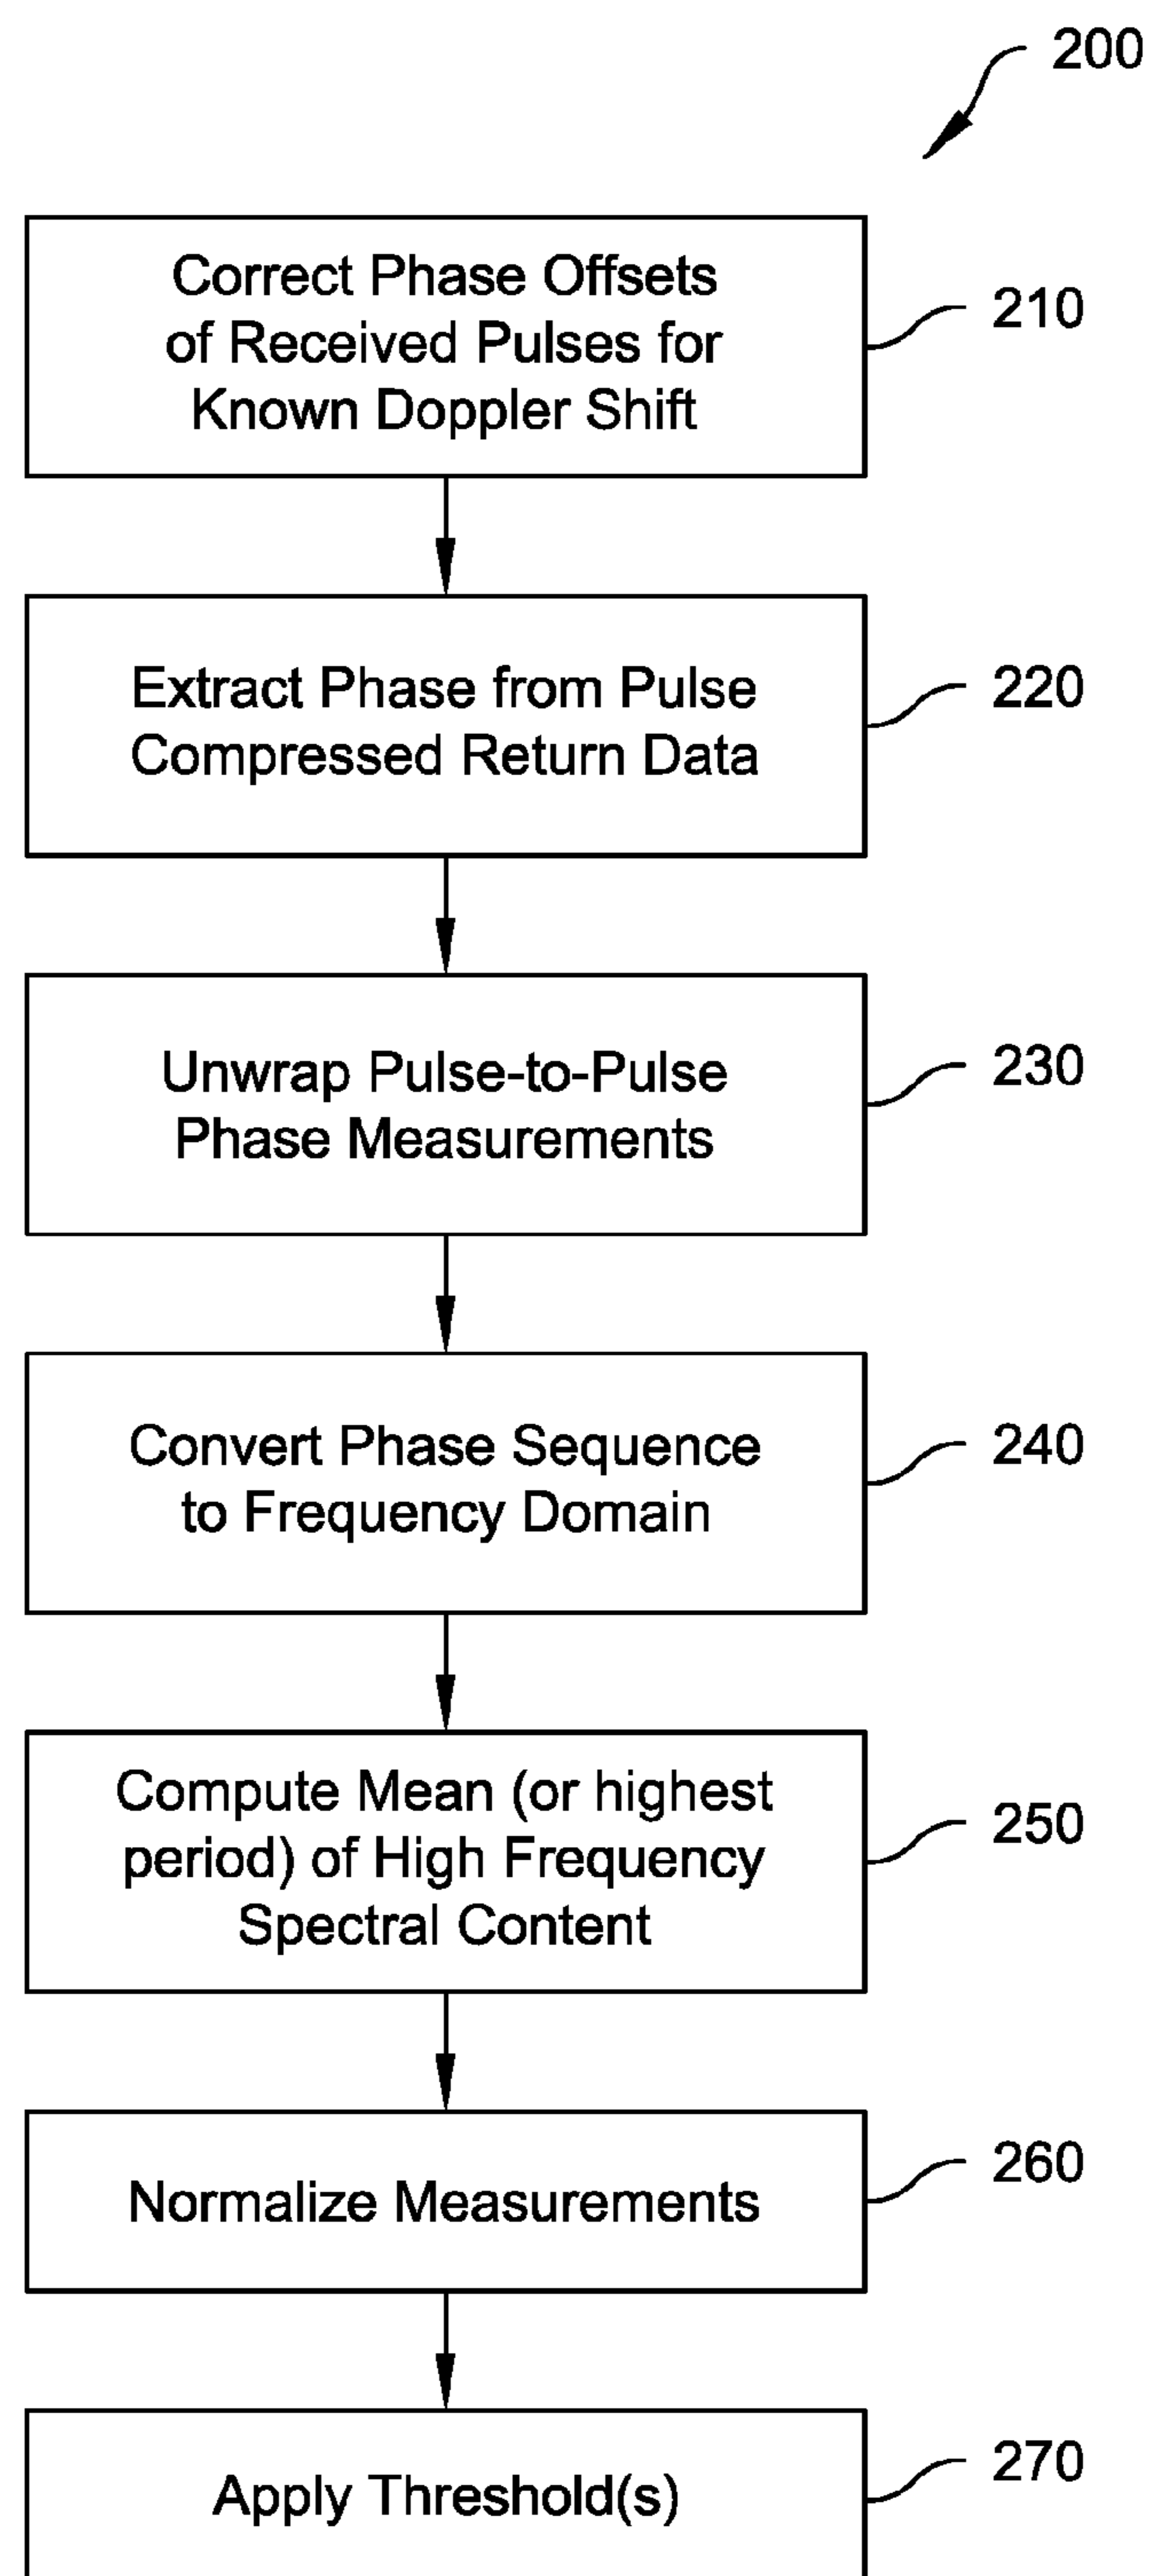 200
Correct Phase Offsets
of Received Pulses for
Known Doppler Shift
210
Extract Phase from Pulse
Compressed Return Data
220
Unwrap Pulse-to-Pulse
Phase Measurements
230
Convert Phase Sequence
to Frequency Domain
240
Compute Mean (or highest
period) of High Frequency
Spectral Content
250
Normalize Measurements
260
Apply Threshold(s)
270